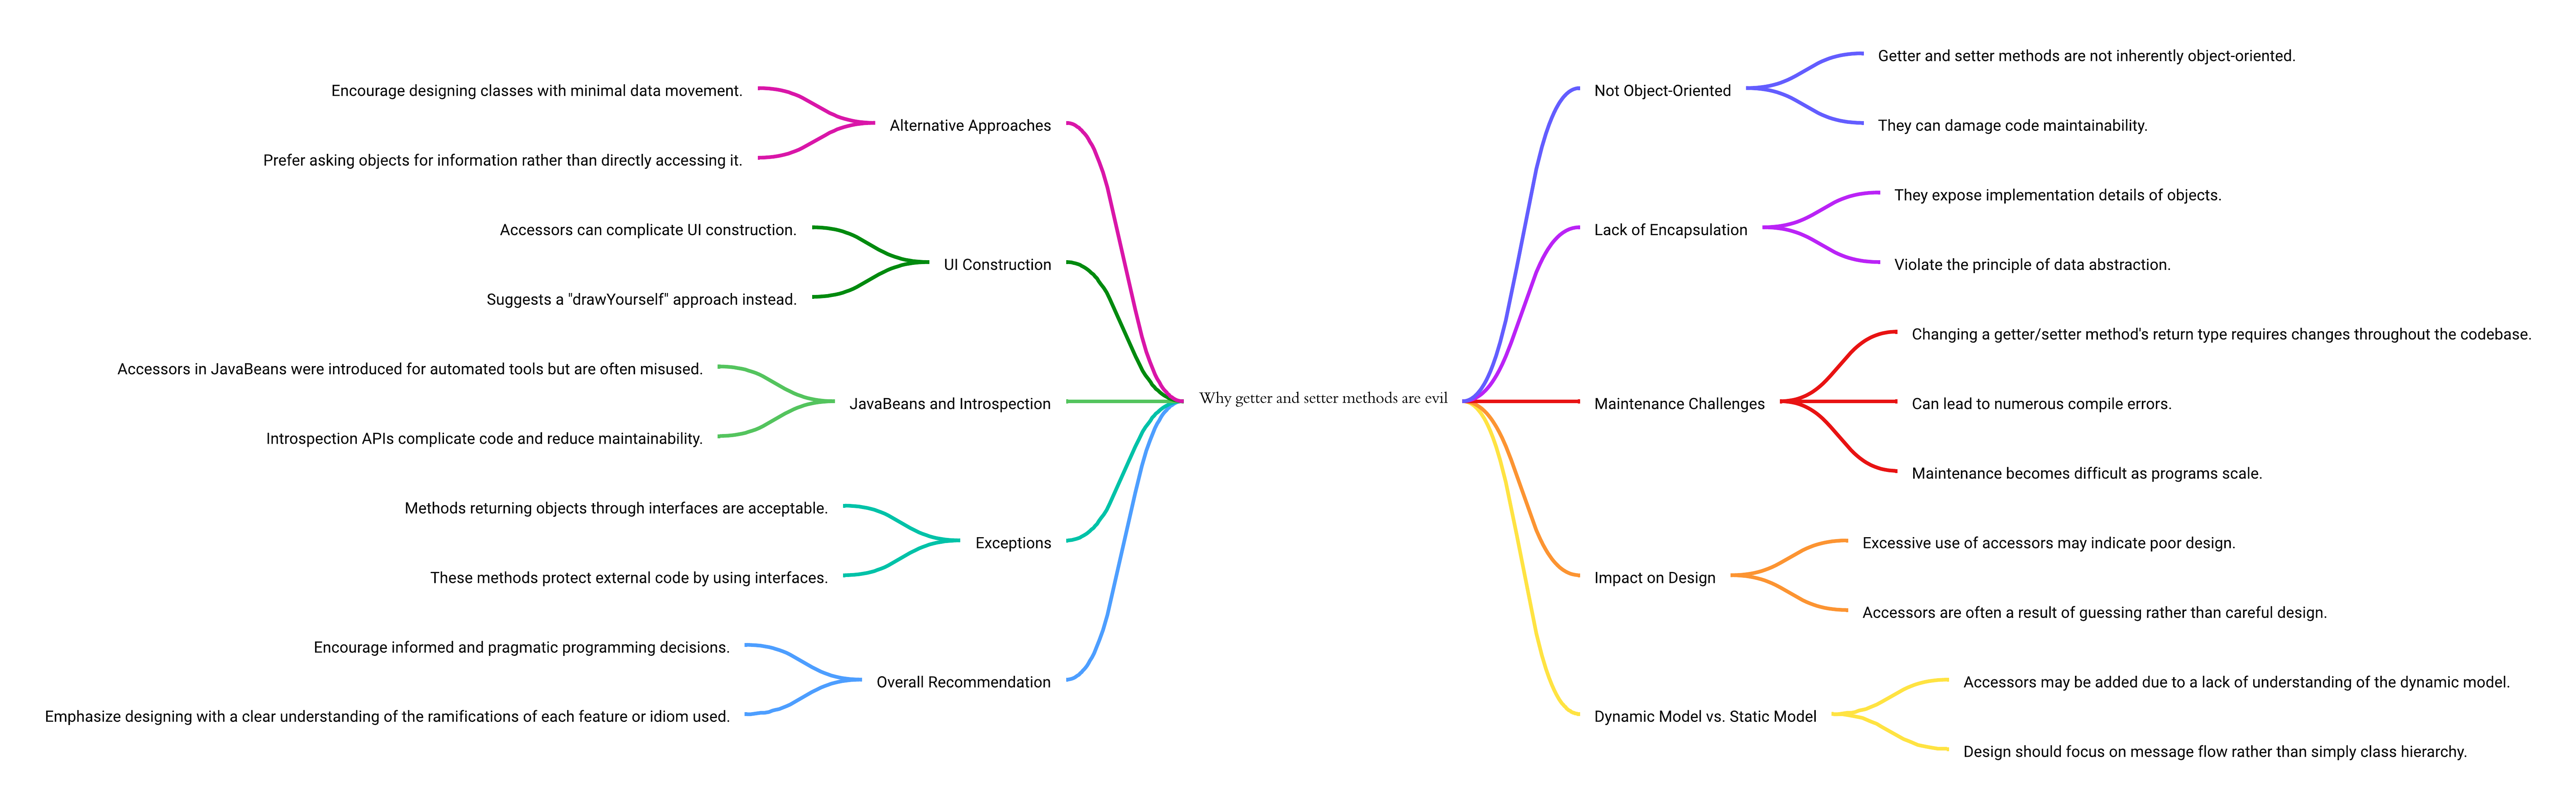 Why getter and setter methods are evil
Not Object-Oriented
Getter and setter methods are not inherently object-oriented.
They can damage code maintainability.
Lack of Encapsulation
They expose implementation details of objects.
Violate the principle of data abstraction.
Maintenance Challenges
Changing a getter/setter method's return type requires changes throughout the codebase.
Can lead to numerous compile errors.
Maintenance becomes difficult as programs scale.
Impact on Design
Excessive use of accessors may indicate poor design.
Accessors are often a result of guessing rather than careful design.
Dynamic Model vs. Static Model
Accessors may be added due to a lack of understanding of the dynamic model.
Design should focus on message flow rather than simply class hierarchy.
Alternative Approaches
Encourage designing classes with minimal data movement.
Prefer asking objects for information rather than directly accessing it.
UI Construction
Accessors can complicate UI construction.
Suggests a "drawYourself" approach instead.
JavaBeans and Introspection
Accessors in JavaBeans were introduced for automated tools but are often misused.
Introspection APIs complicate code and reduce maintainability.
Exceptions
Methods returning objects through interfaces are acceptable.
These methods protect external code by using interfaces.
Overall Recommendation
Encourage informed and pragmatic programming decisions.
Emphasize designing with a clear understanding of the ramifications of each feature or idiom used.